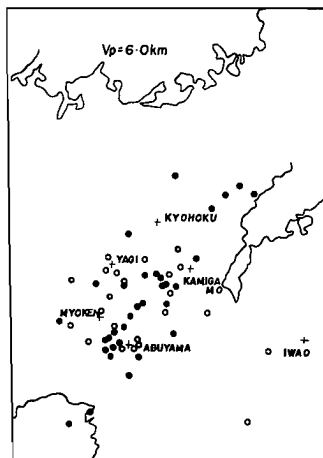 Vp=6·0km
KYOHOKU
YAGI
KAMIGA
MO
MYOKEN
ABUYAMA
IWAO